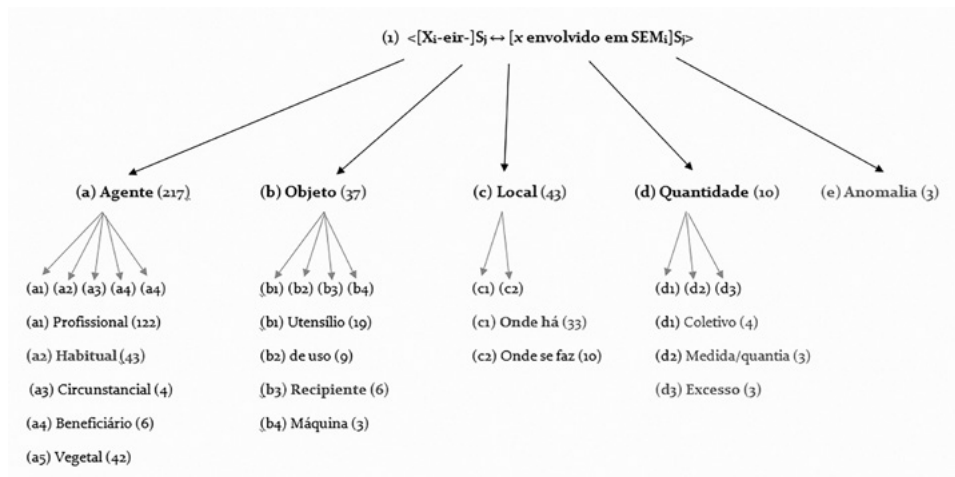 (1) <[Xi-eir-]Sj ↔ [x envolvido em SEMi]Sj>
(a) Agente (217) (b) Objeto (37) (c) Local (43) (d) Quantidade (10) (e) Anomalia (3)
(a1) (a2) (a3) (a4) (a4) (b1) (b2) (b3) (b4) (c1) (c2) (d1) (d2) (d3)
(a1) Profissional (122) (b1) Utensílio (19) (c1) Onde há (33) (d1) Coletivo (4)
(a2) Habitual (43) (b2) de uso (9) (c2) Onde se faz (10) (d2) Medida/quantia (3)
(a3) Circunstancial (4) (b3) Recipiente (6) (d3) Excesso (3)
(a4) Beneficiário (6) (b4) Máquina (3)
(a5) Vegetal (42)